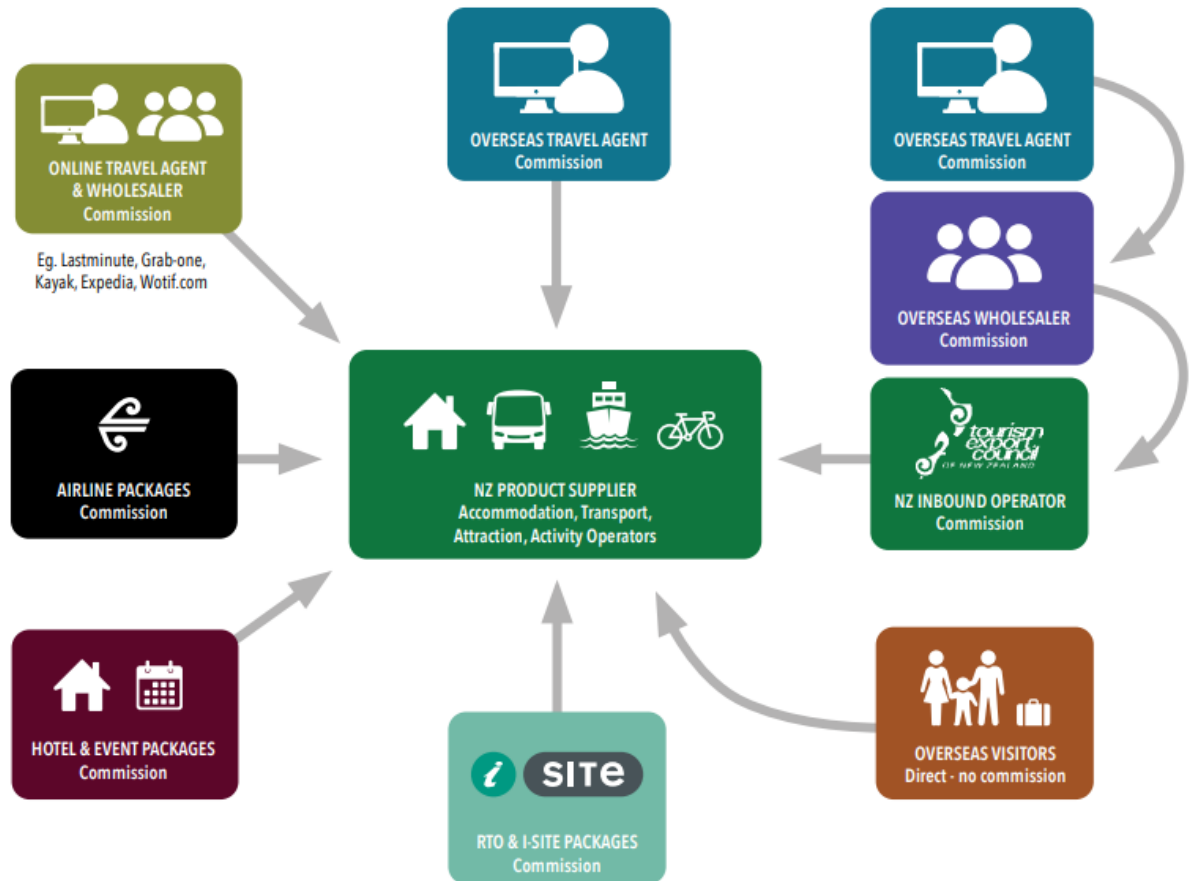 OVERSEAS TRAVEL AGENT
Commission
OVERSEAS TRAVEL AGENT
Commission
ONLINE TRAVEL AGENT
& WHOLESALER
Commission
Eg. Lastminute, Grab-one,
Kayak, Expedia, Wotif.com
OVERSEAS WHOLESALER
Commission
AIRLINE PACKAGES
Commission
NZ PRODUCT SUPPLIER
Accommodation, Transport,
Attraction, Activity Operators
tourism
export
council
OF NEW ZEALAND
NZ INBOUND OPERATOR
Commission
HOTEL & EVENT PACKAGES
Commission
i SITe
RTO & I-SITE PACKAGES
Commission
OVERSEAS VISITORS
Direct - no commission